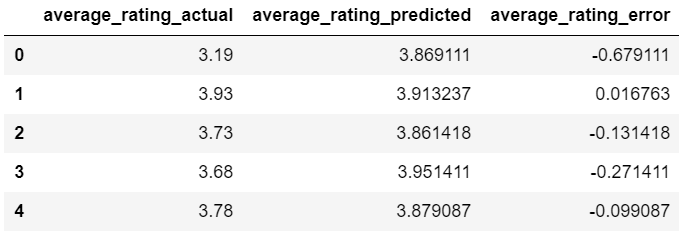 average_rating_actual average_rating_predicted average_rating_error
0 3.19 3.869111 -0.679111
1 3.93 3.913237 0.016763
2 3.73 3.861418 -0.131418
3 3.68 3.951411 -0.271411
4 3.78 3.879087 -0.099087